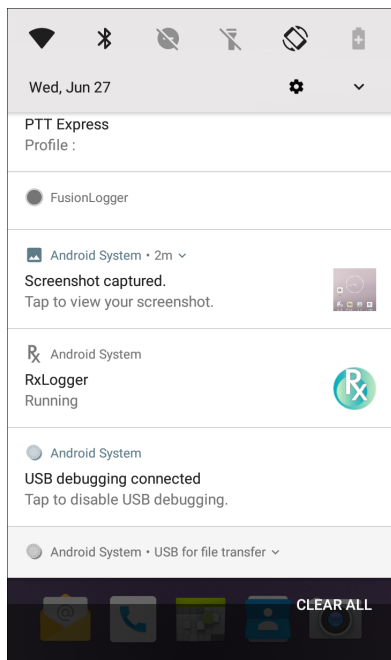 Wed, Jun 27
PTT Express
Profile :
FusionLogger
Android System • 2m
Screenshot captured.
Tap to view your screenshot.
Rx Android System
RxLogger
Running
Rx
Android System
USB debugging connected
Tap to disable USB debugging.
Android System • USB for file transfer
@
CLEAR ALL